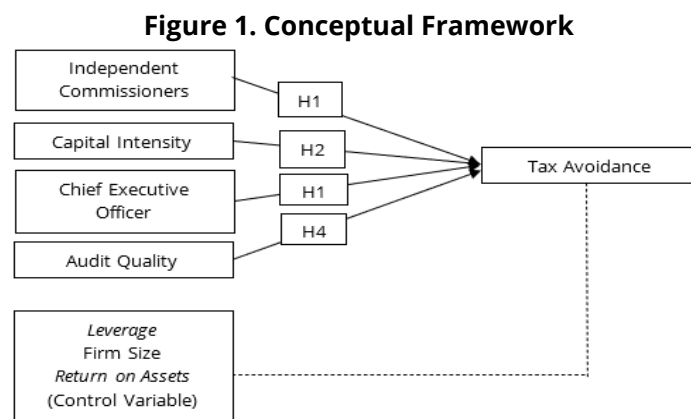 Figure 1. Conceptual Framework
Independent
Commissioners
H1
Capital Intensity
H2
Tax Avoidance
Chief Executive
Officer
H1
Audit Quality
H4
Leverage
Firm Size
Return on Assets
(Control Variable)